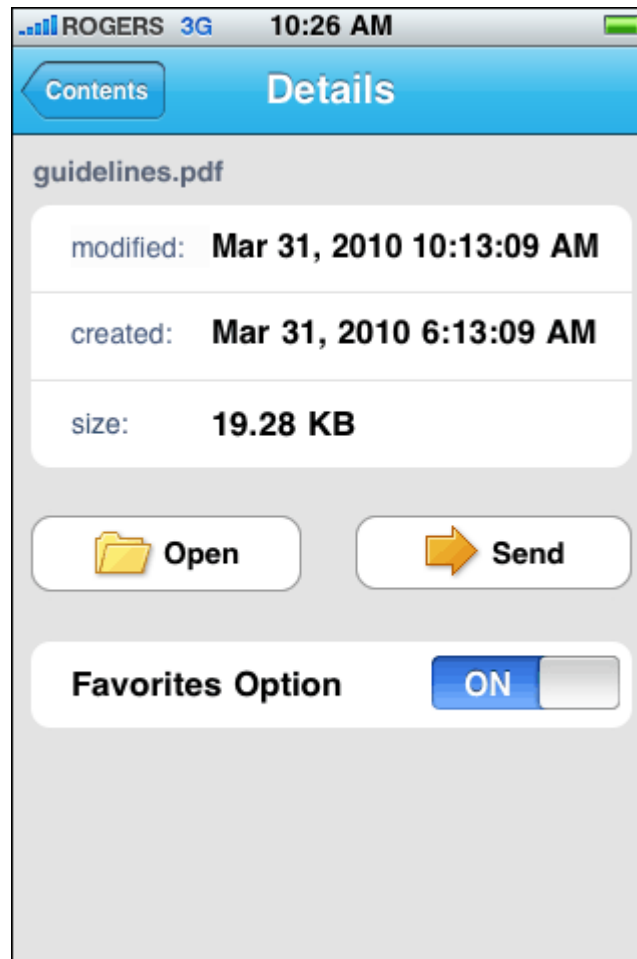 ROGERS 3G 10:26 AM
Contents Details
guidelines.pdf
modified: Mar 31, 2010 10:13:09 AM
created: Mar 31, 2010 6:13:09 AM
size: 19.28 KB
Open Send
Favorites Option ON